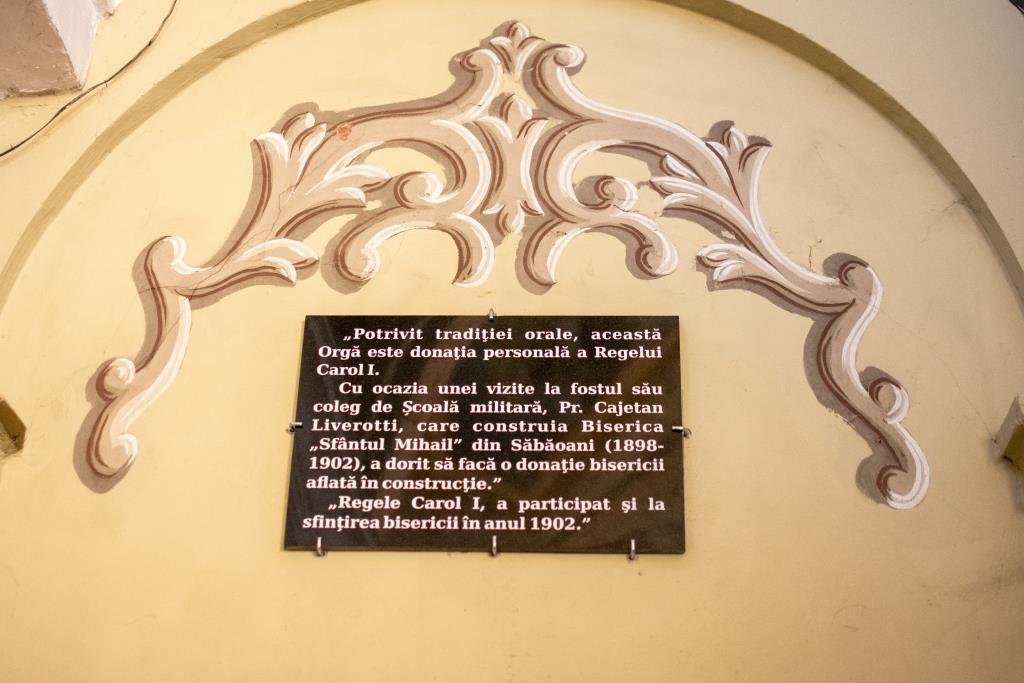 „Potrivit tradiţiei orale, această
Orgă este donaţia personală a Regelui
Carol I.
Cu ocazia unei vizite la fostul său
coleg de Şcoală militară, Pr. Cajetan
Liverotti, care construia Biserica
„Sfântul Mihail” din Săbăoani (1898-
1902), a dorit să facă o donaţie bisericii
aflată în construcţie.”
„Regele Carol I, a participat şi la
sfinţirea bisericii în anul 1902.”